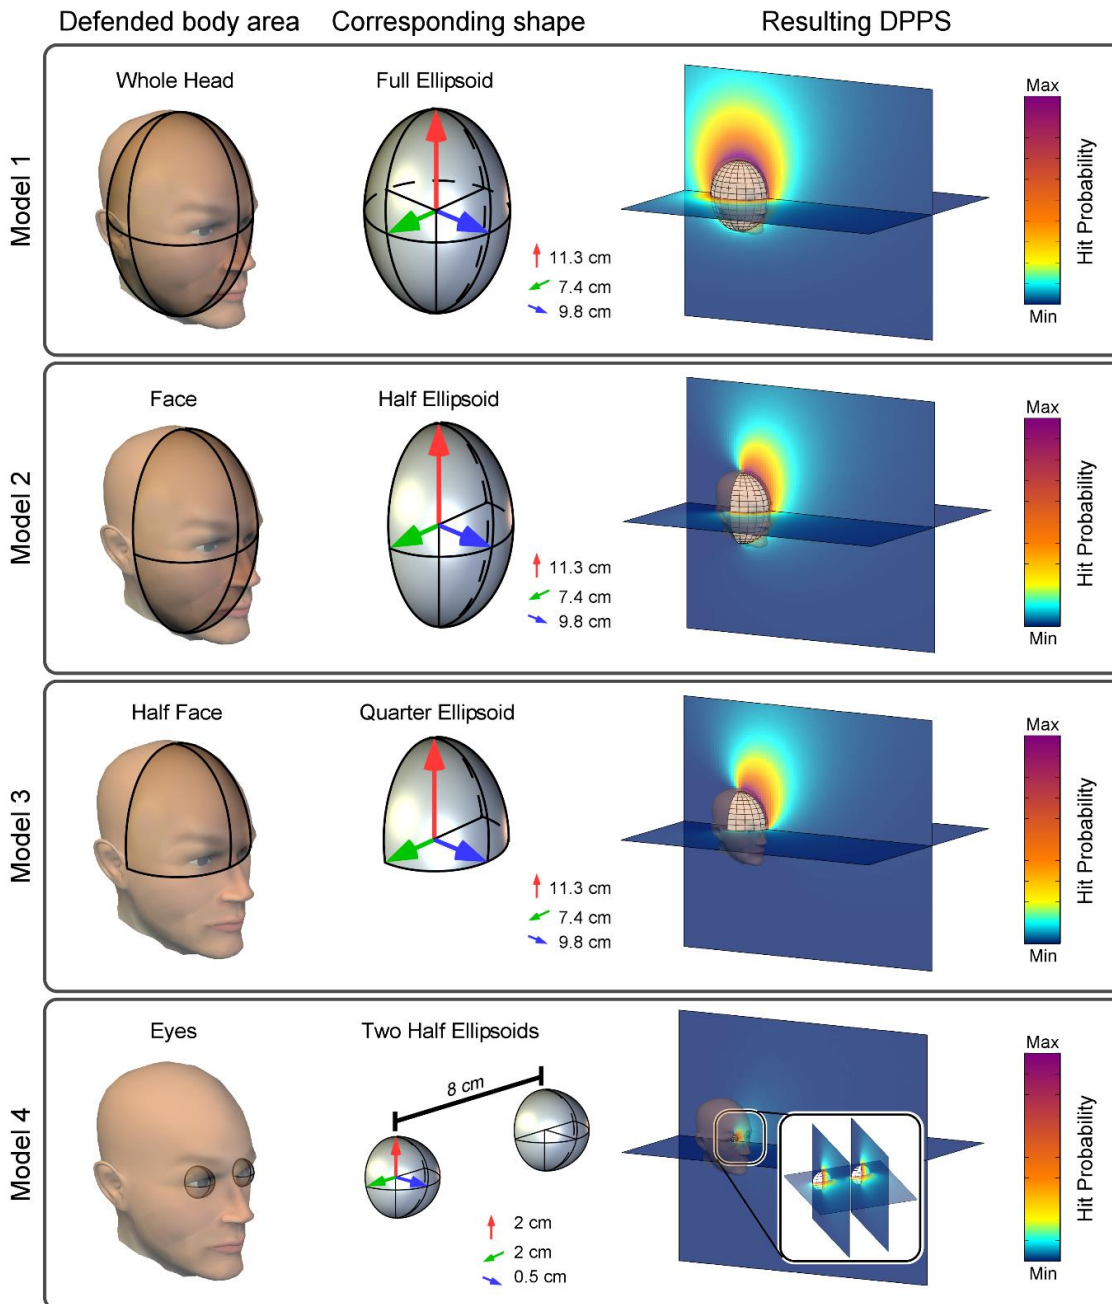 Defended body area
Corresponding shape
Resulting DPPS
Model 1
Whole Head
Full Ellipsoid
11.3 cm
7.4 cm
9.8 cm
Max
Hit Probability
Min
Model 2
Face
Half Ellipsoid
11.3 cm
7.4 cm
9.8 cm
Max
Hit Probability
Min
Model 3
Half Face
Quarter Ellipsoid
11.3 cm
7.4 cm
9.8 cm
Max
Hit Probability
Min
Model 4
Eyes
Two Half Ellipsoids
8 cm
2 cm
2 cm
0.5 cm
Max
Hit Probability
Min